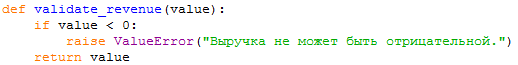 def validate_revenue(value):
    if value < 0:
        raise ValueError("Выручка не может быть отрицательной.")
    return value